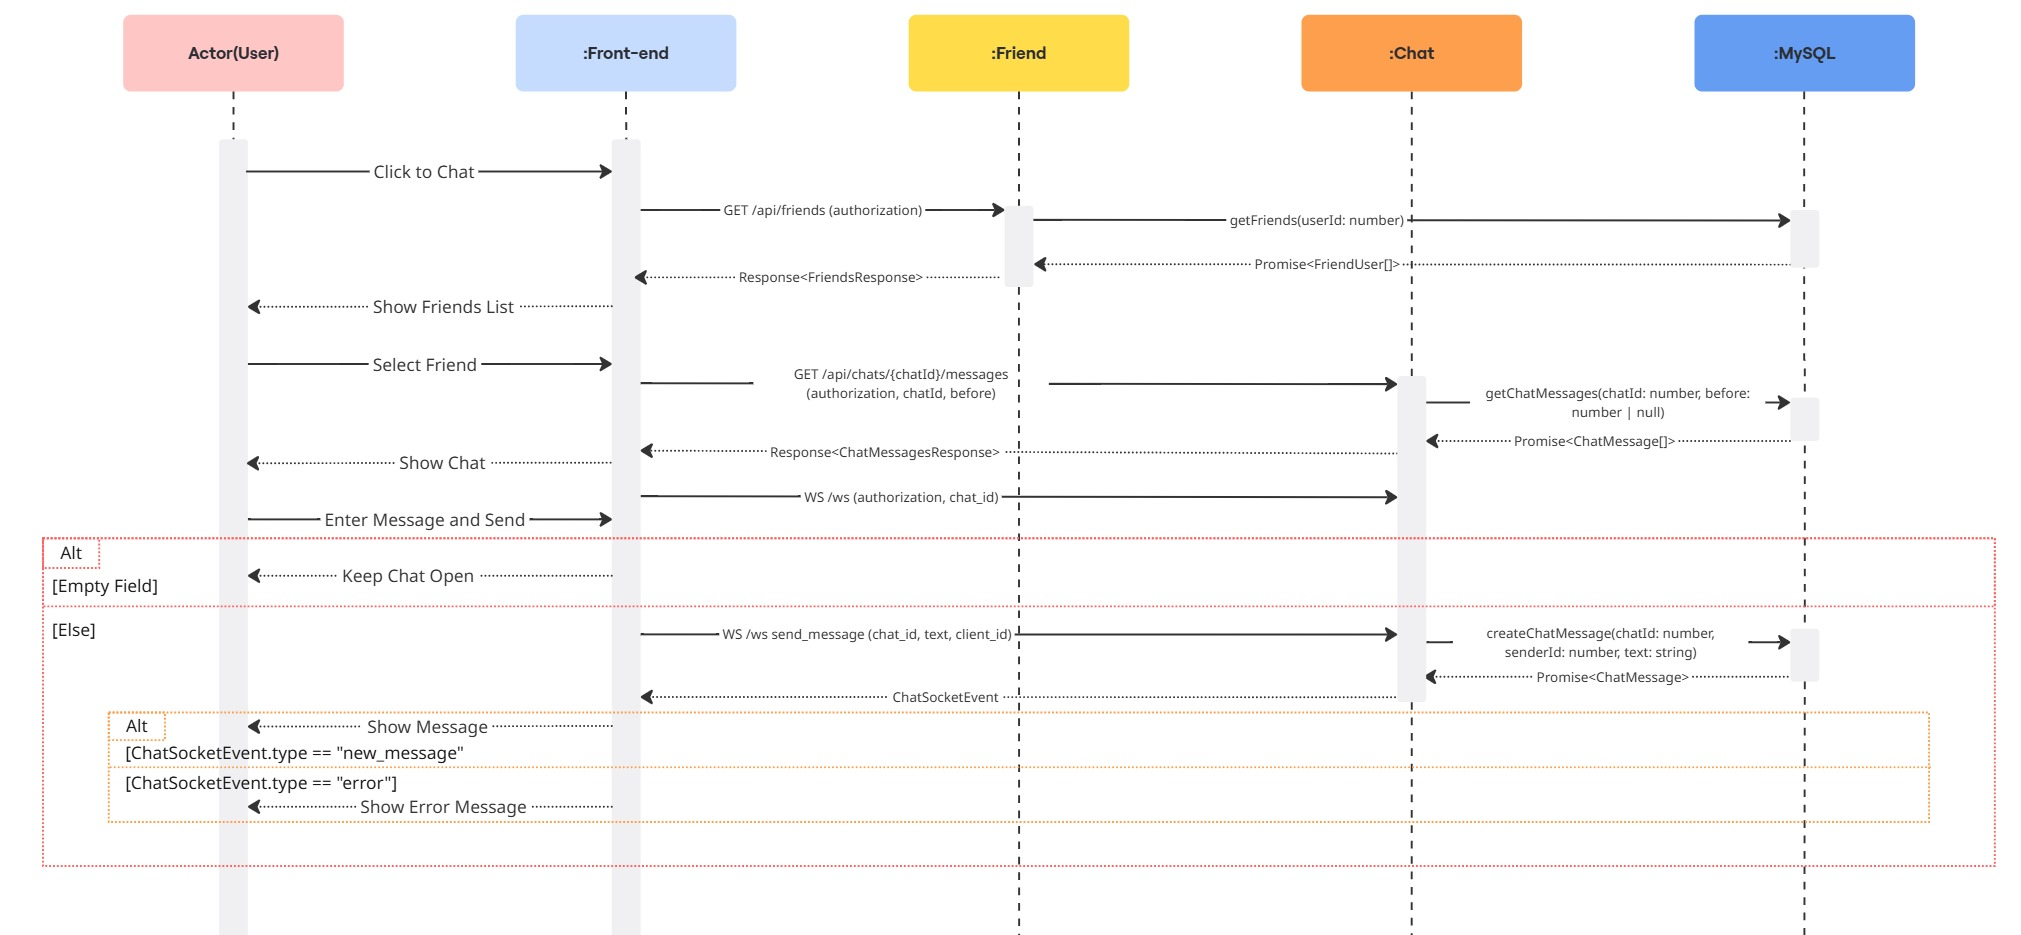 Actor(User)
:Front-end
:Friend
:Chat
:MySQL
Click to Chat
GET /api/friends (authorization)
getFriends(userId: number)
Promise<FriendUser[]>
Response<FriendsResponse>
Show Friends List
Select Friend
GET /api/chats/{chatId}/messages
(authorization, chatId, before)
getChatMessages(chatId: number, before:
number | null)
Promise<ChatMessage[]>
Response<ChatMessagesResponse>
Show Chat
WS /ws (authorization, chat_id)
Enter Message and Send
Alt
Keep Chat Open
[Empty Field]
[Else]
WS /ws send_message (chat_id, text, client_id)
createChatMessage(chatId: number,
senderId: number, text: string)
Promise<ChatMessage>
ChatSocketEvent
Alt
Show Message
[ChatSocketEvent.type == "new_message"
[ChatSocketEvent.type == "error"]
Show Error Message